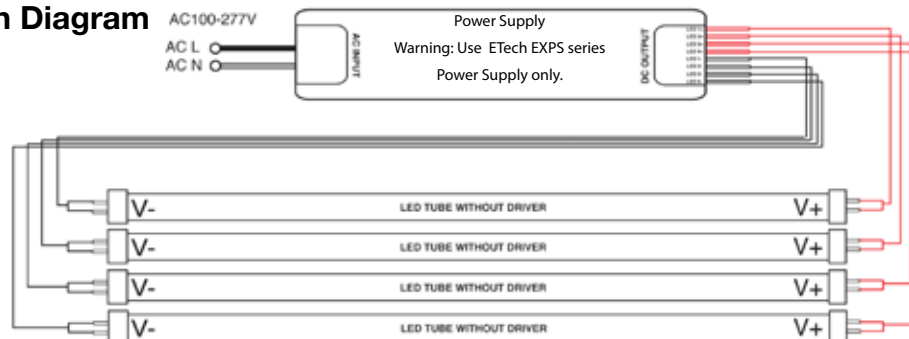 n Diagram
AC100-277V
AC L
AC N
AC INPUT
Power Supply
Warning: Use ETech EXPS series
Power Supply only.
DC OUTPUT
V- LED TUBE WITHOUT DRIVER V+
V- LED TUBE WITHOUT DRIVER V+
V- LED TUBE WITHOUT DRIVER V+
V- LED TUBE WITHOUT DRIVER V+